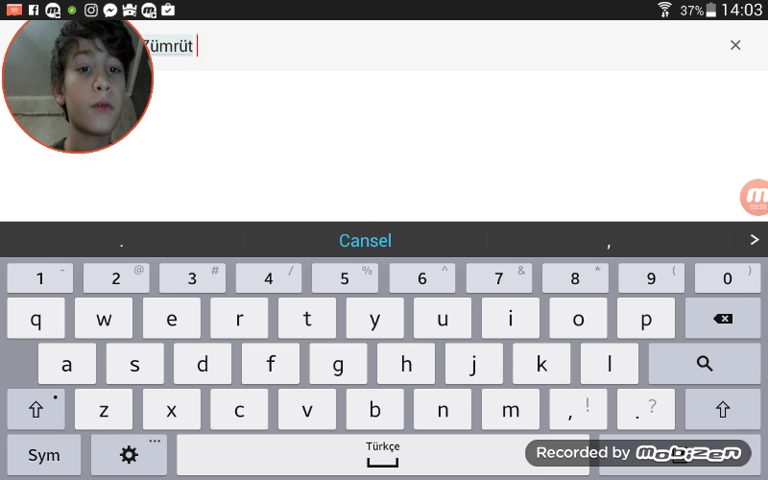 37% 14:03
Zümrüt
. Cansel ,
1 - 2 @ 3 # 4 / 5 % 6 ^ 7 & 8 * 9 ( 0 )
q w e r t y u i o p
a s d f g h j k l
z x c v b n m , ! . ?
Sym Türkçe
Recorded by mobizen